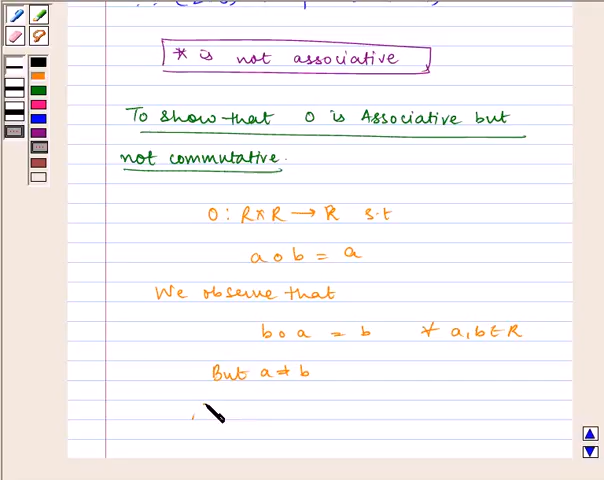 * is not associative
To show that o is Associative but
not commutative.
o : R×R → R s.t
a o b = a
We observe that
b o a = b ∀ a, b ∈ R
But a ≠ b